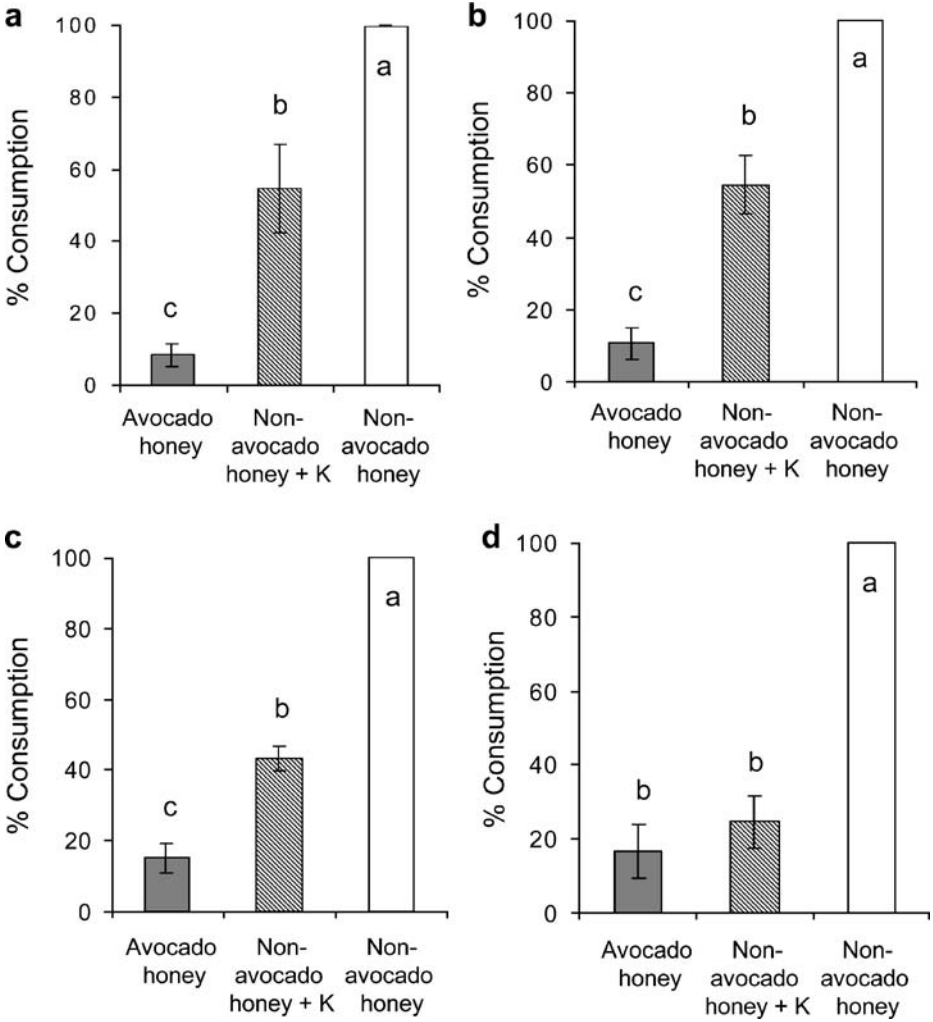 a
100
80
60
40
20
0
% Consumption
c
b
a
Avocado
honey
Non-
avocado
honey + K
Non-
avocado
honey
b
100
80
60
40
20
0
% Consumption
c
b
a
Avocado
honey
Non-
avocado
honey + K
Non-
avocado
honey
c
100
80
60
40
20
0
% Consumption
c
b
a
Avocado
honey
Non-
avocado
honey + K
Non-
avocado
honey
d
100
80
60
40
20
0
% Consumption
b
b
a
Avocado
honey
Non-
avocado
honey + K
Non-
avocado
honey